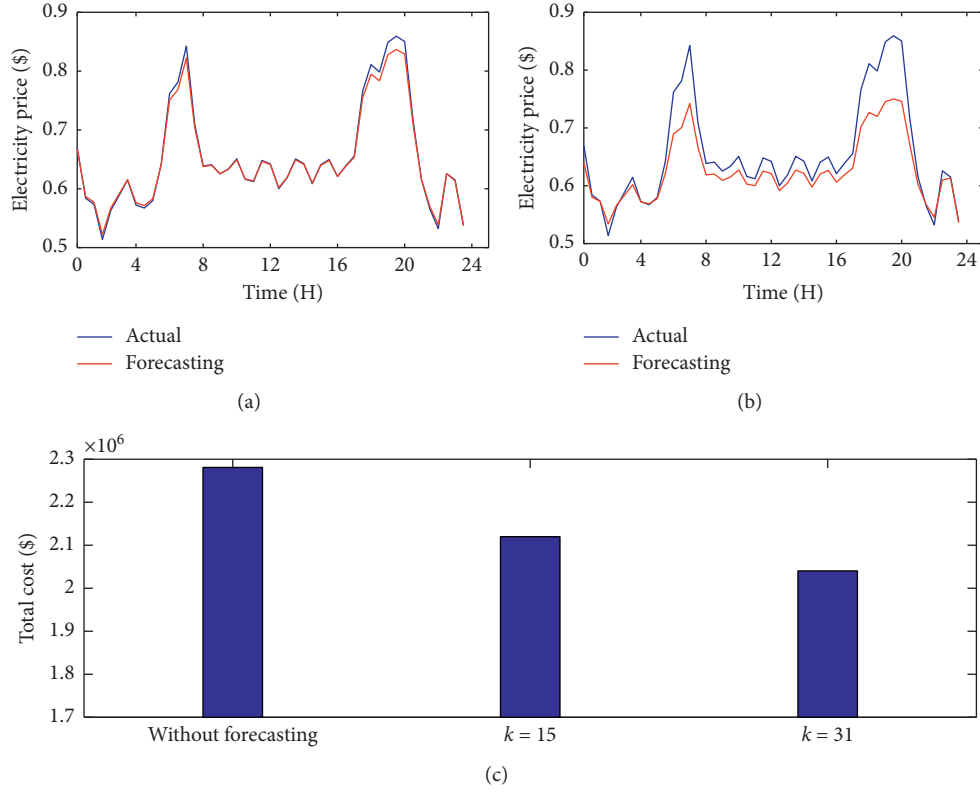 0.9
0.8
0.7
0.6
0.5
Electricity price ($)
0 4 8 12 16 20 24
Time (H)
Actual
Forecasting
(a)
0.9
0.8
0.7
0.6
0.5
Electricity price ($)
0 4 8 12 16 20 24
Time (H)
Actual
Forecasting
(b)
×10⁶
2.3
2.2
2.1
2
1.9
1.8
1.7
Total cost ($)
Without forecasting k = 15 k = 31
(c)